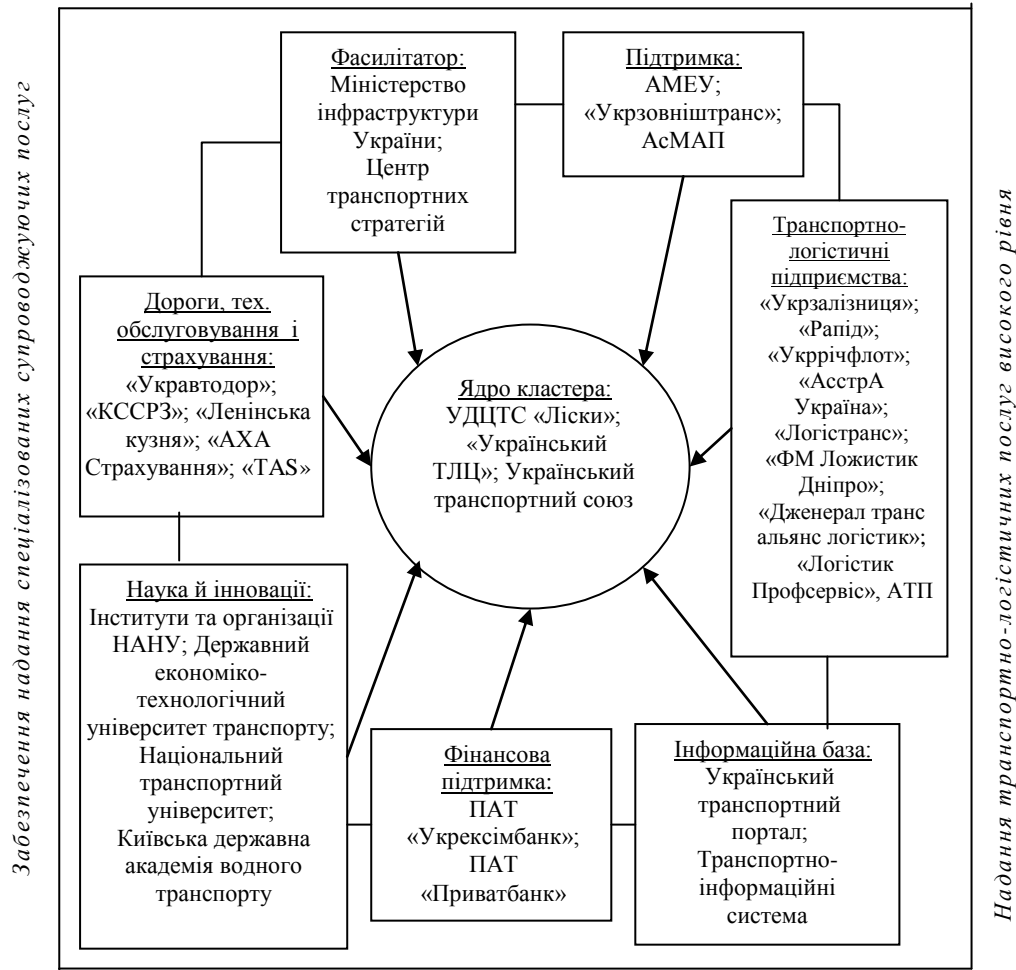 Забезпечення надання спеціалізованих супроводжуючих послуг
Фасилітатор:
Міністерство
інфраструктури
України;
Центр
транспортних
стратегій
Підтримка:
АМЕУ;
«Укрзовніштранс»;
АсМАП
Дороги, тех.
обслуговування і
страхування:
«Укравтодор»;
«КССРЗ»; «Ленінська
кузня»; «АХА
Страхування»; «TAS»
Ядро кластера:
УДЦТС «Ліски»;
«Український
ТЛЦ»; Український
транспортний союз
Транспортно-
логістичні
підприємства:
«Укрзалізниця»;
«Рапід»;
«Укррічфлот»;
«АсстрА
Україна»;
«Логістранс»;
«ФМ Ложистик
Дніпро»;
«Дженерал транс
альянс логістик»;
«Логістик
Профсервіс», АТП
Наука й інновації:
Інститути та організації
НАНУ; Державний
економіко-
технологічний
університет транспорту;
Національний
транспортний
університет;
Київська державна
академія водного
транспорту
Фінансова
підтримка:
ПАТ
«Укрексімбанк»;
ПАТ
«Приватбанк»
Інформаційна база:
Український
транспортний
портал;
Транспортно-
інформаційні
система
Надання транспортно-логістичних послуг високого рівня